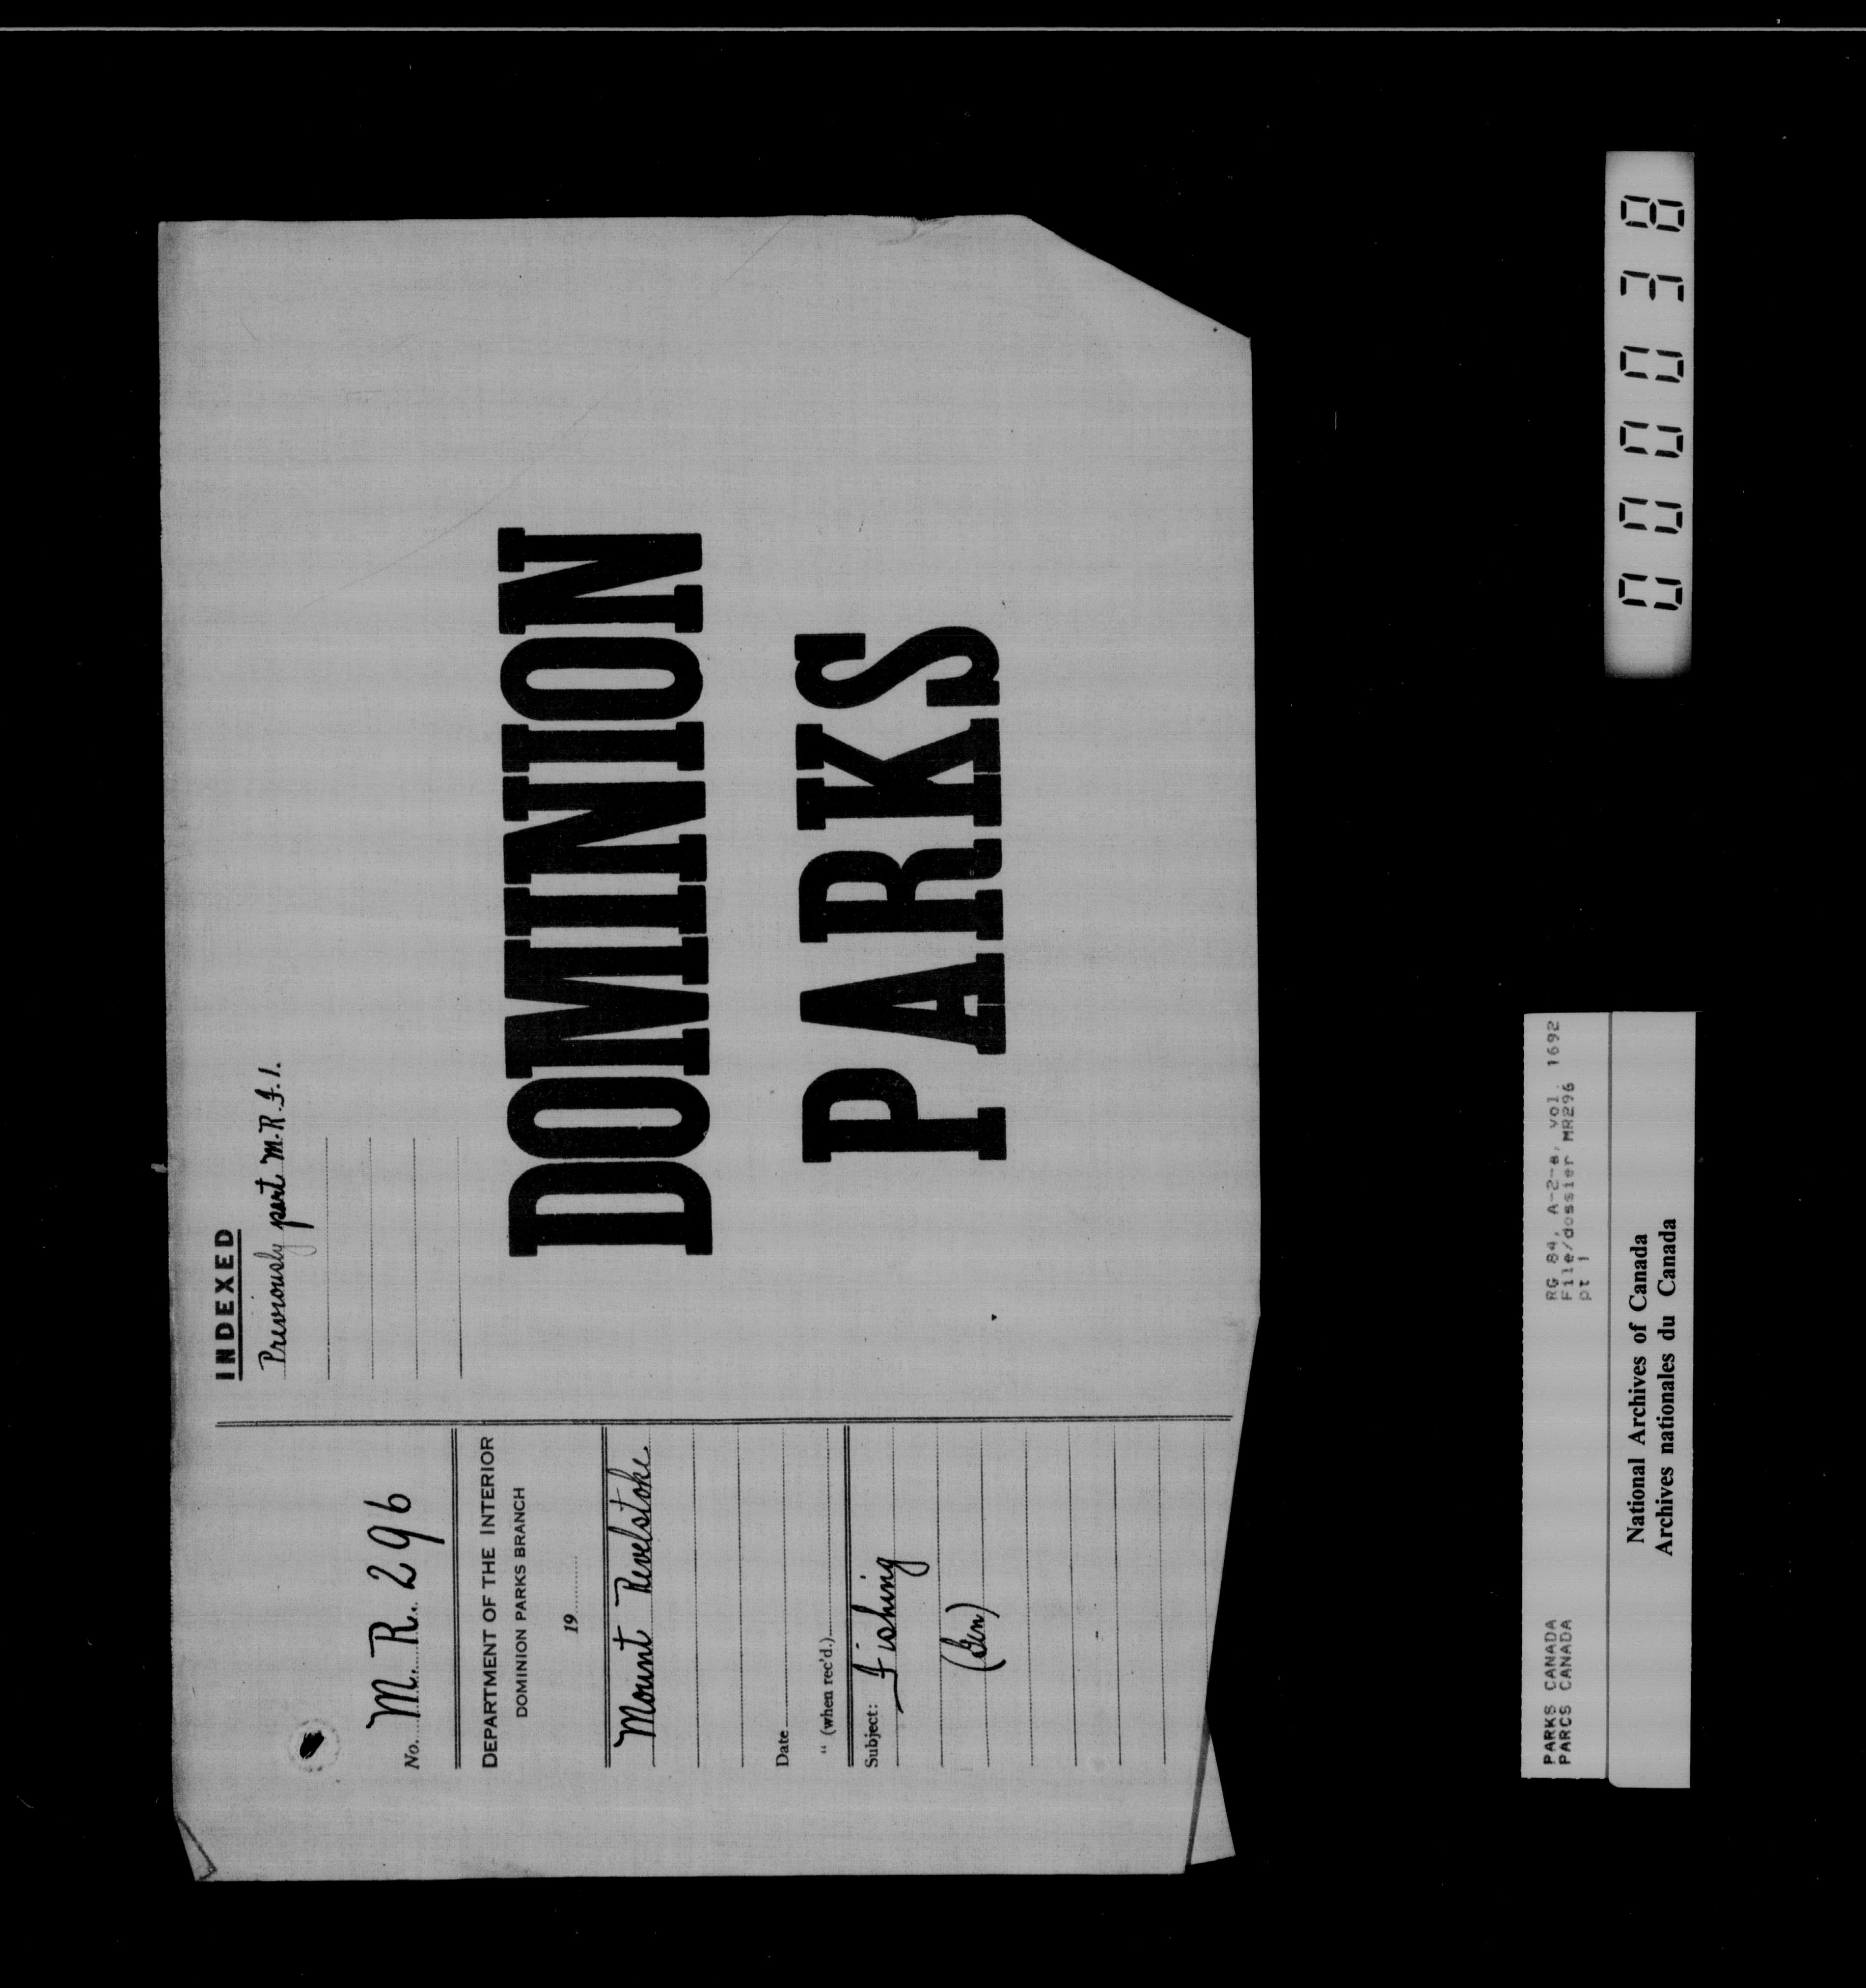 No. M. R. 296
DEPARTMENT OF THE INTERIOR
DOMINION PARKS BRANCH
19
Mount Revelstoke
Date
" (when rec'd.)
Subject: Fishing
(Gen)
INDEXED
Previously part M.R.F.1.
DOMINION
PARKS
PARKS CANADA
PARCS CANADA
RG 84, A-2-a, vol. 1692
File/dossier MR296
pt 1
National Archives of Canada
Archives nationales du Canada
000038